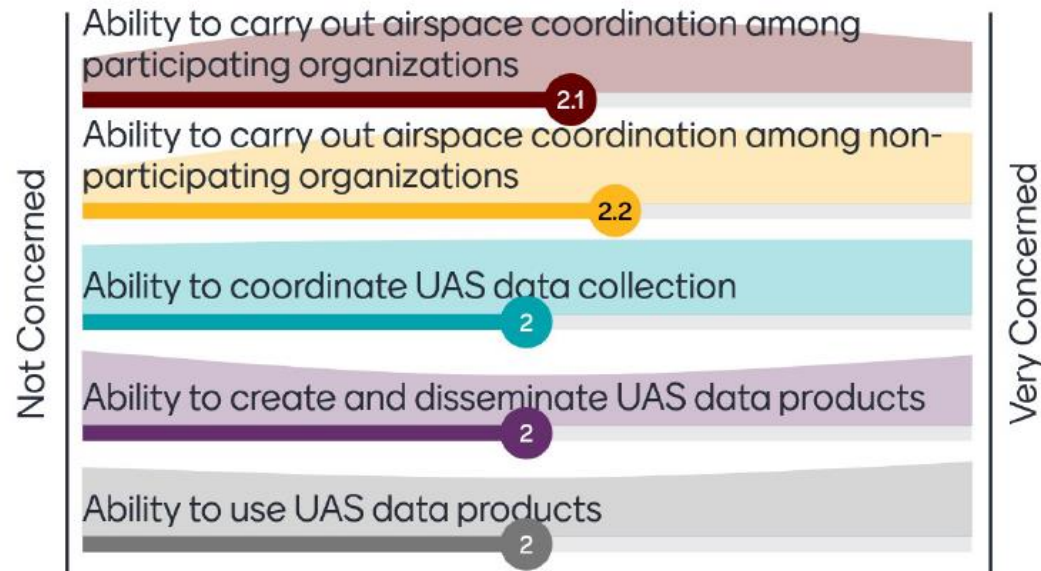 Not Concerned
Ability to carry out airspace coordination among
participating organizations
2.1
Ability to carry out airspace coordination among non-
participating organizations
2.2
Ability to coordinate UAS data collection
2
Ability to create and disseminate UAS data products
2
Ability to use UAS data products
2
Very Concerned